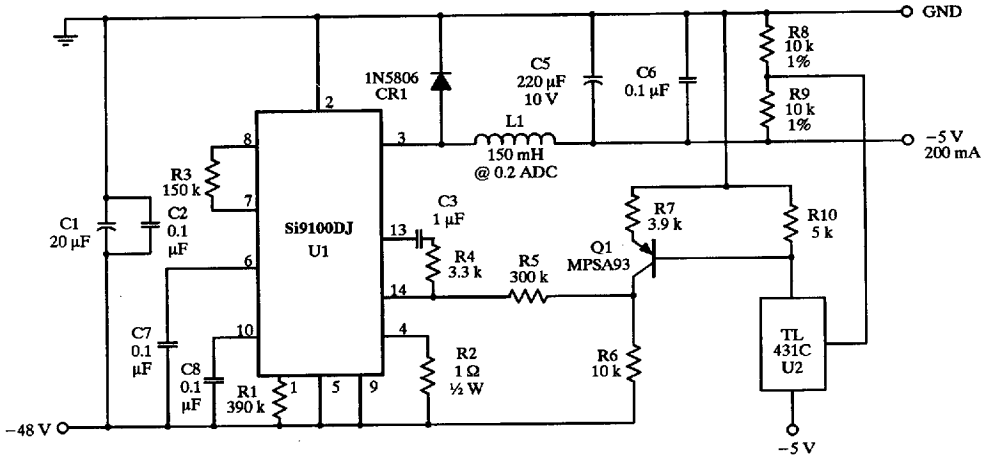 GND
R8
10 k
1%
1N5806
CR1
C5
220 µF
10 V
C6
0.1 µF
R9
10 k
1%
2
L1
150 mH
@ 0.2 ADC
−5 V
200 mA
8
3
R3
150 k
7
C1
20 µF
C2
0.1
µF
Si9100DJ
U1
C3
1 µF
13
R4
3.3 k
R5
300 k
14
R7
3.9 k
Q1
MPSA93
R10
5 k
6
C7
0.1
µF
10
C8
0.1
µF
4
R2
1 Ω
½ W
R6
10 k
TL
431C
U2
R1
390 k
1
5
9
−48 V
−5 V